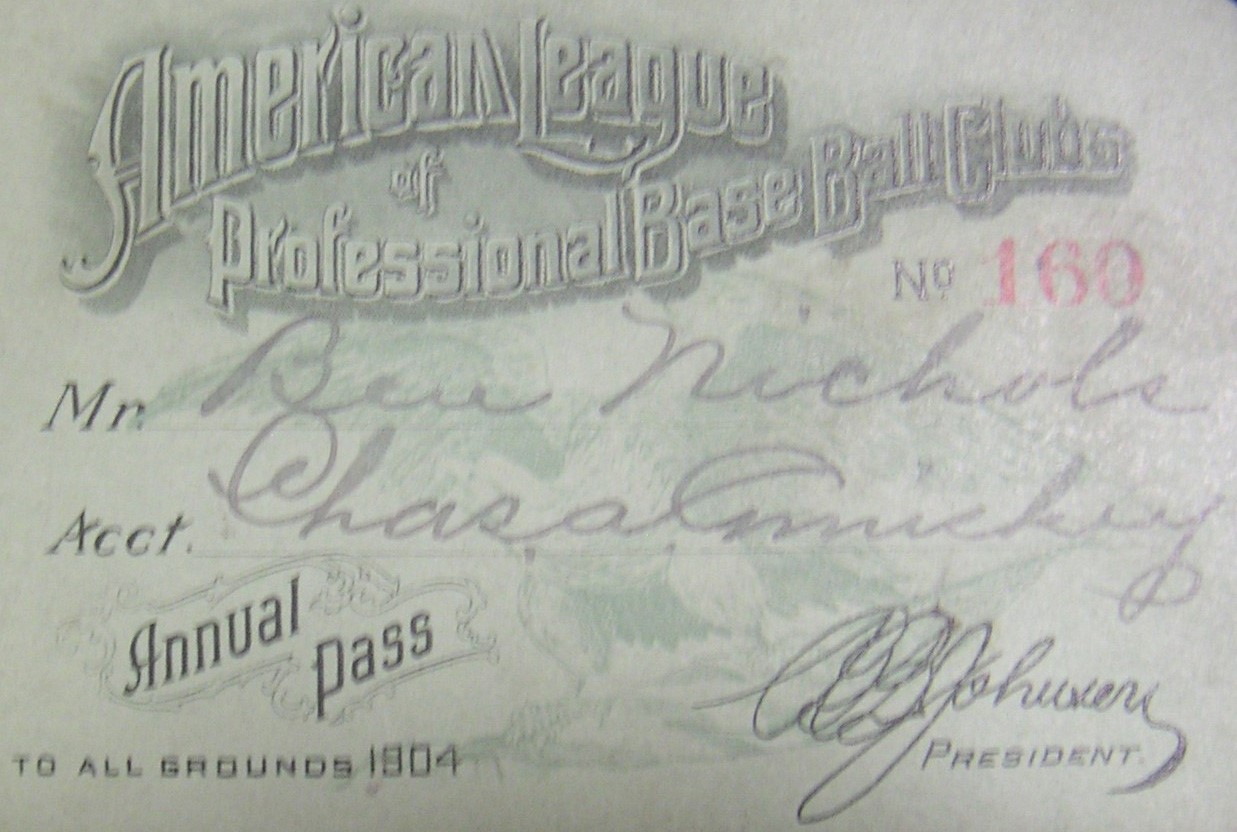 American League
of
Professional Base Ball Clubs
No 160
Mr. Ben Nichols
Acct. Chas. a.
Annual
Pass
TO ALL GROUNDS 1904
B B Johnson
PRESIDENT.